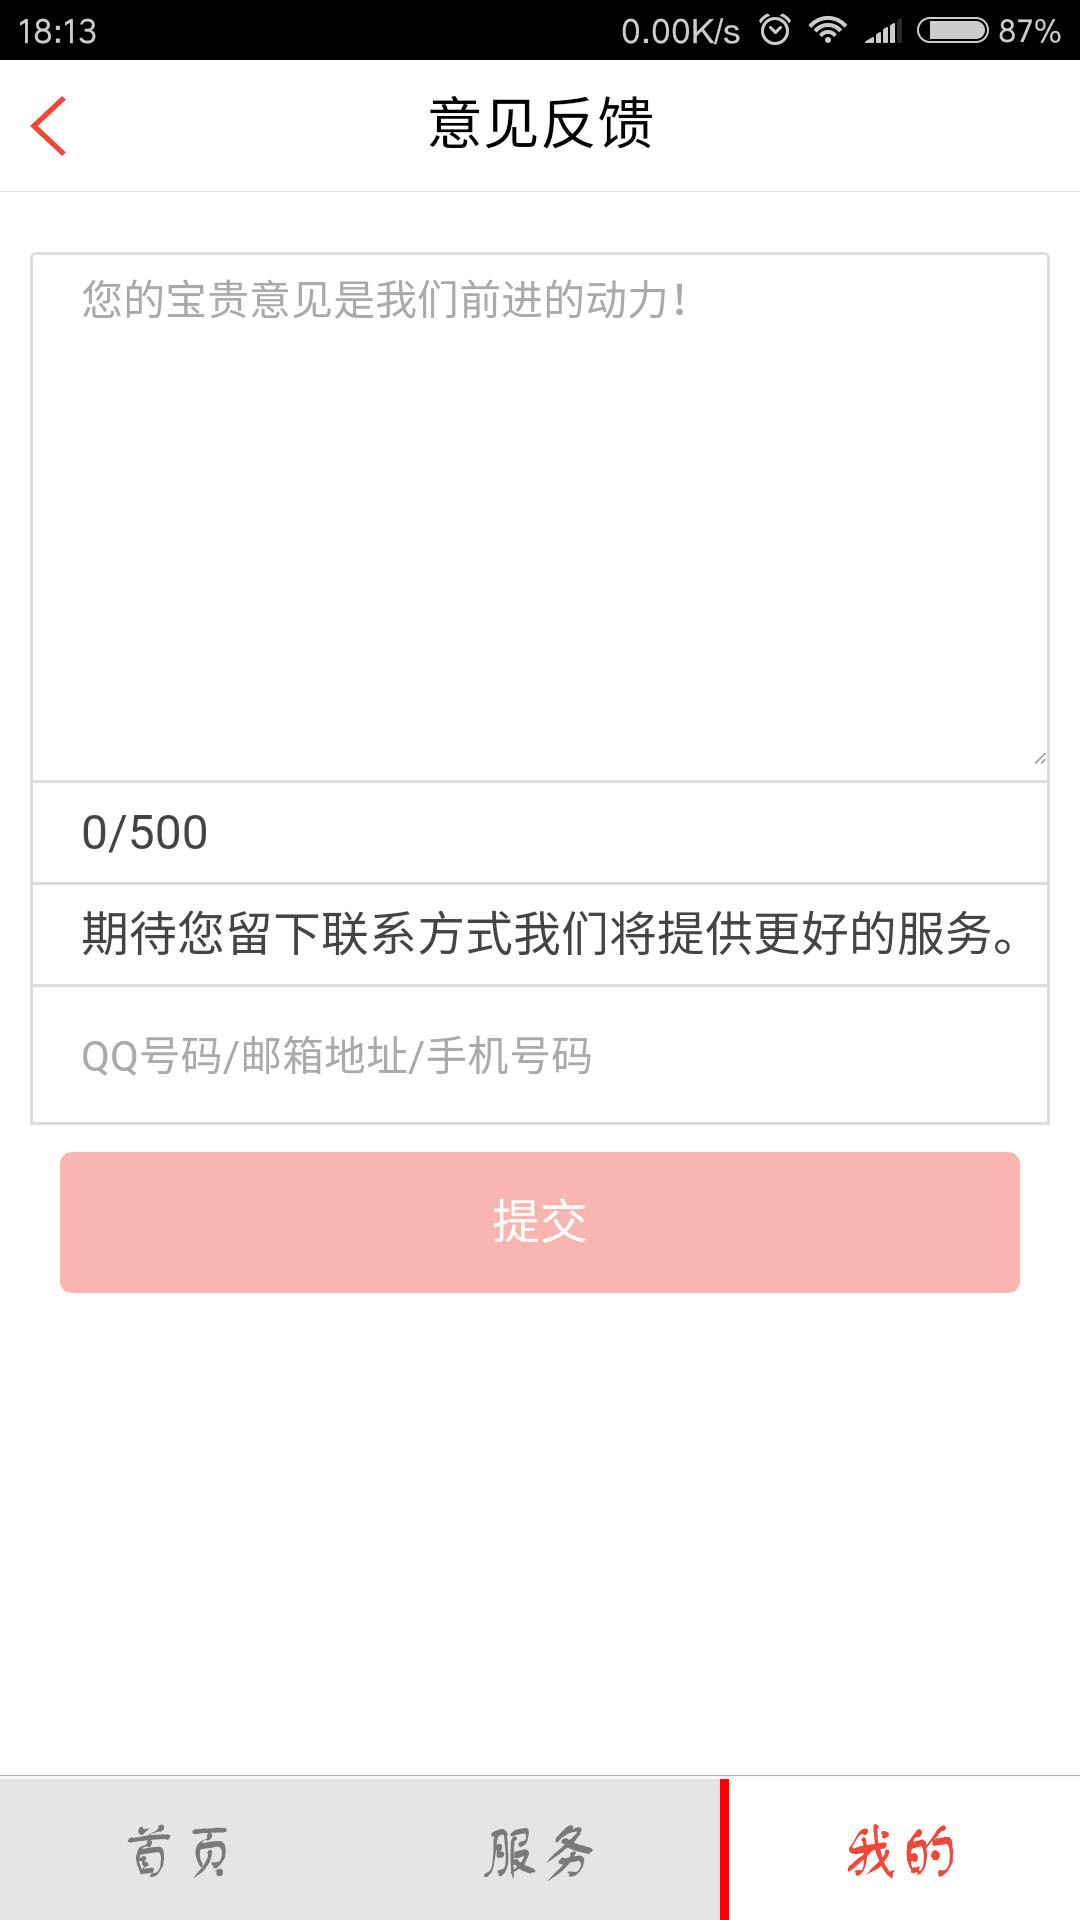 18:13 0.00K/s 87%
意见反馈
您的宝贵意见是我们前进的动力！
0/500
期待您留下联系方式我们将提供更好的服务。
QQ号码/邮箱地址/手机号码
提交
首页 服务 我的